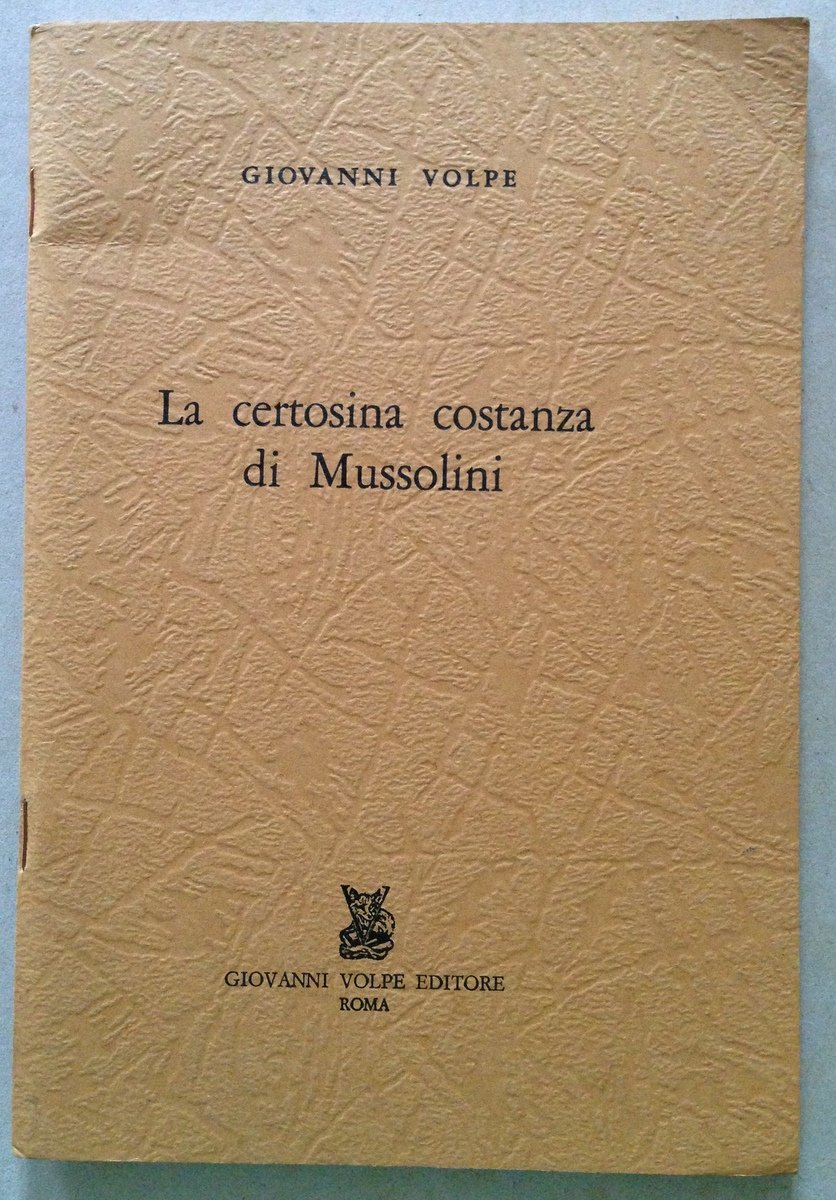 GIOVANNI VOLPE
La certosina costanza
di Mussolini
GIOVANNI VOLPE EDITORE
ROMA